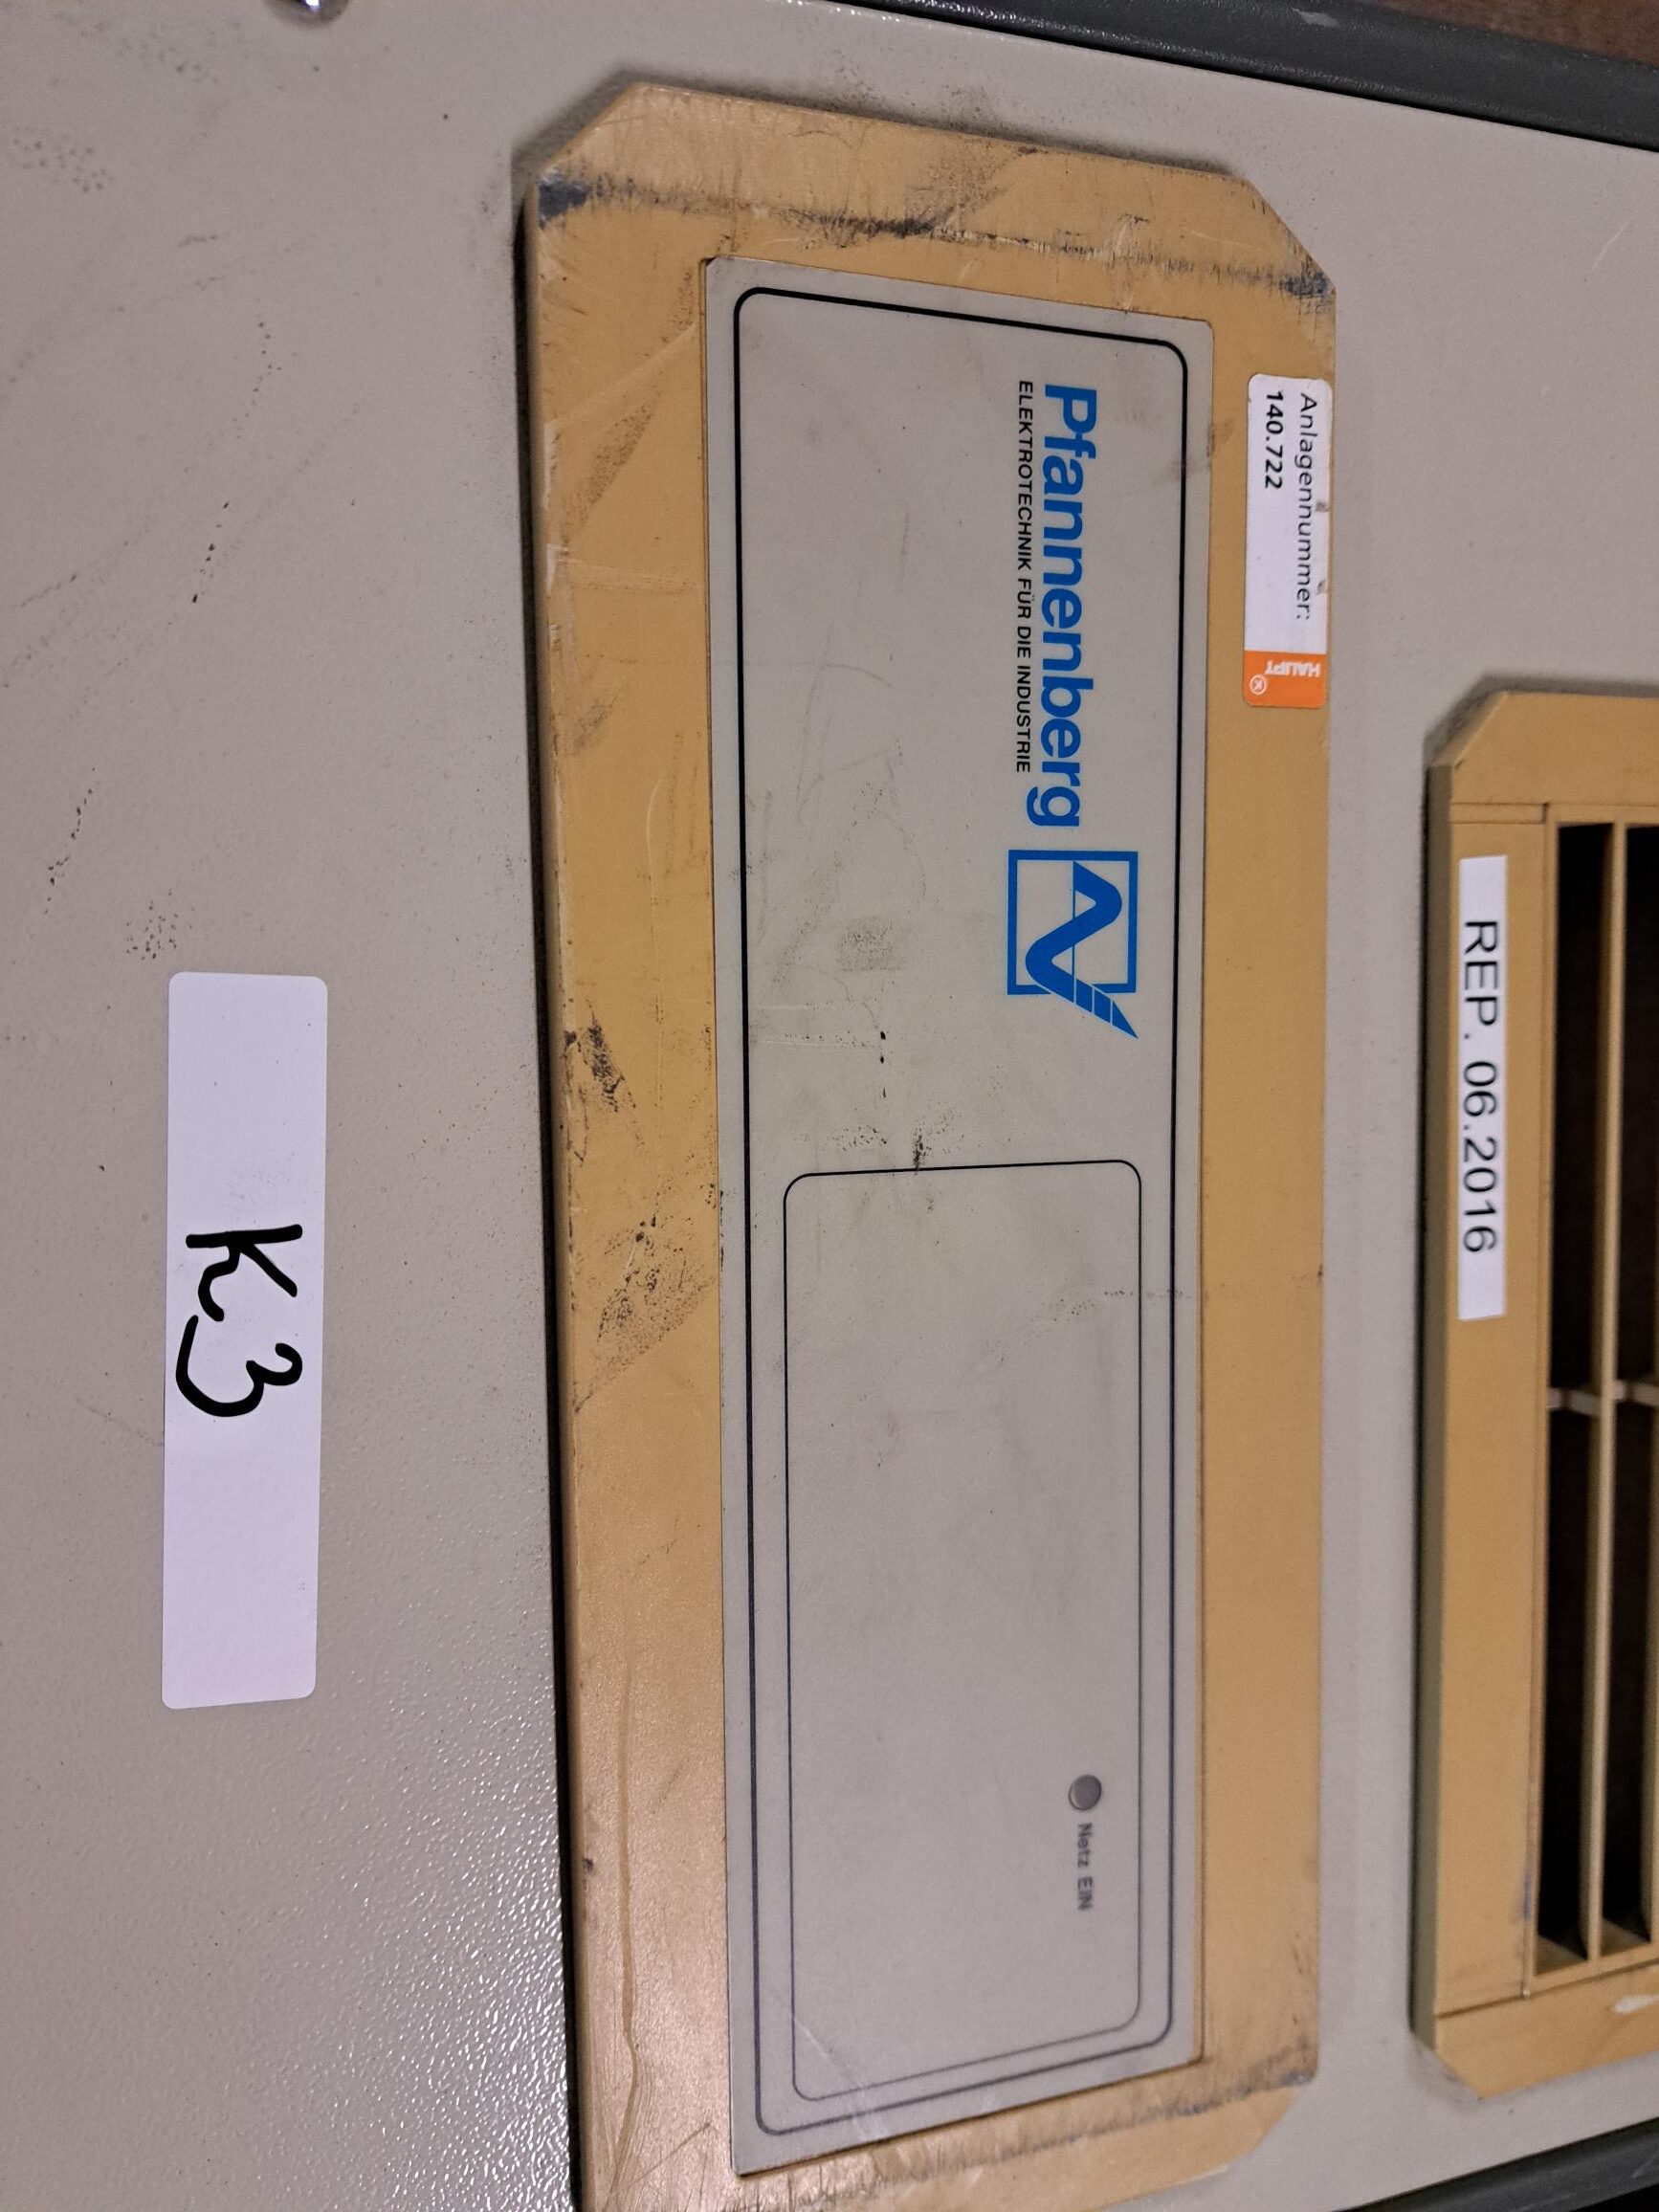 REP. 06.2016
Anlagennummer:
140.722
HAUPT
Pfannenberg
ELEKTROTECHNIK FÜR DIE INDUSTRIE
Netz EIN
K3